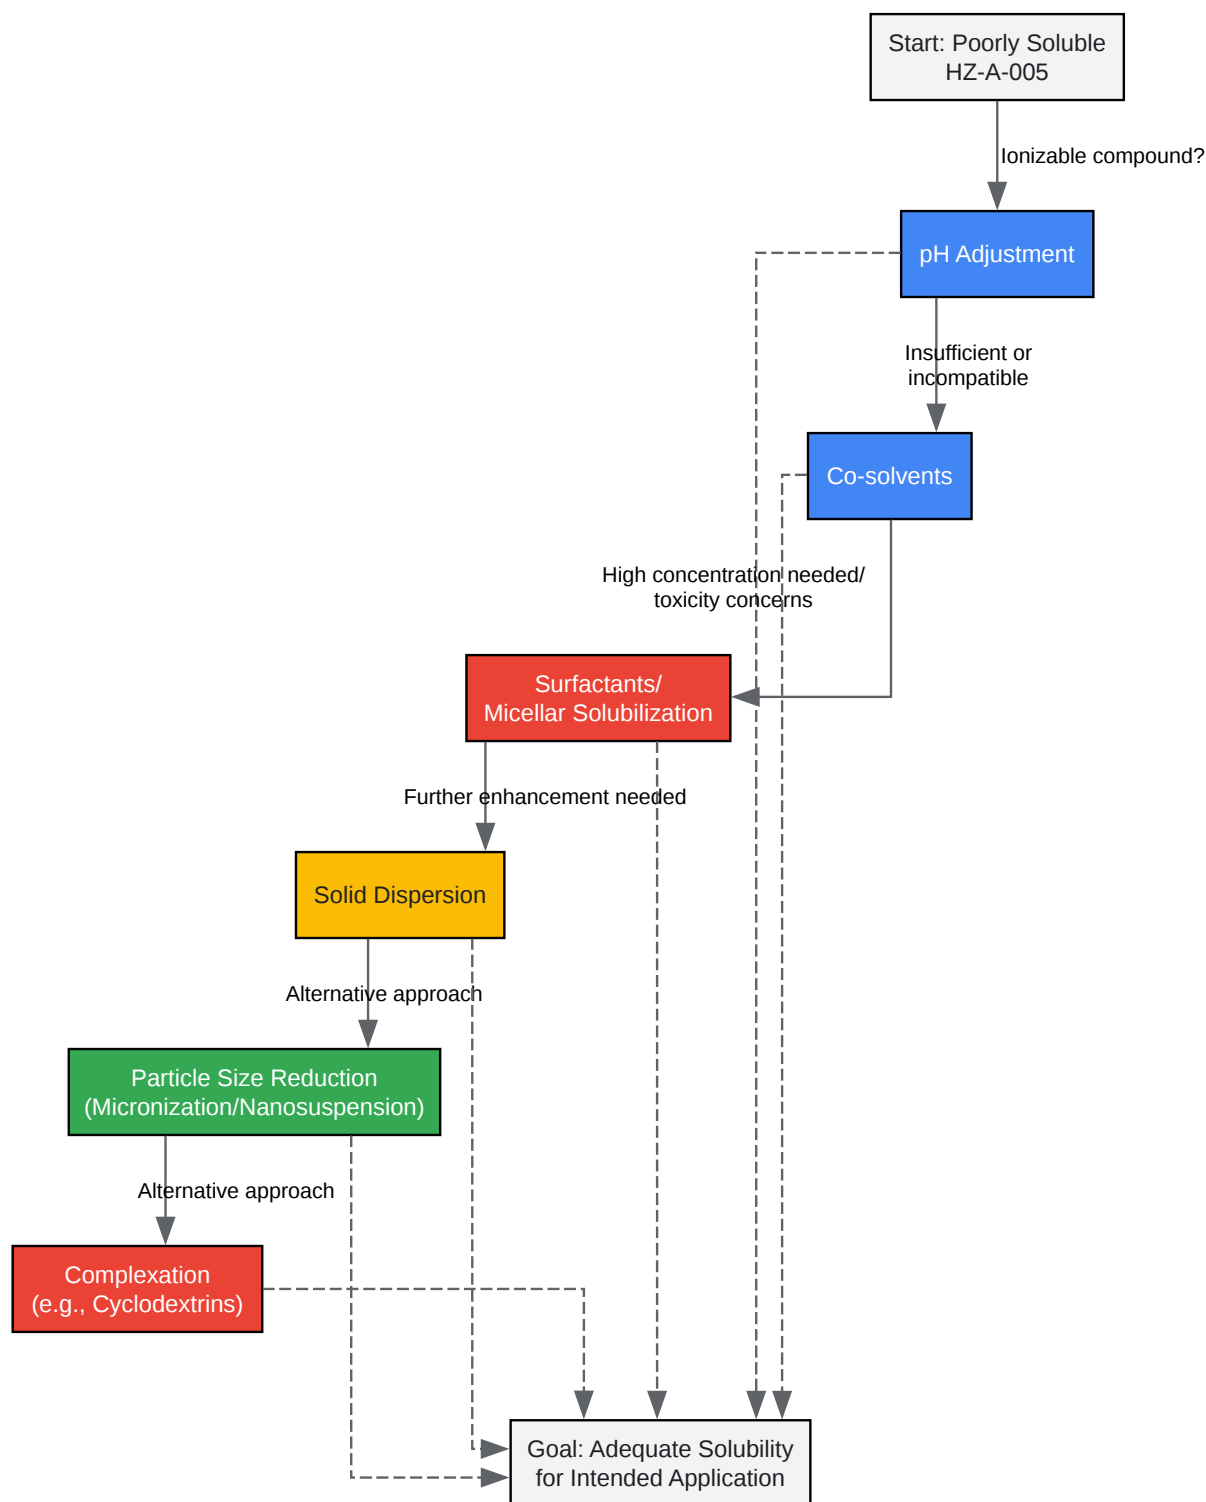 Start: Poorly Soluble
HZ-A-005
Ionizable compound?
pH Adjustment
Insufficient or
incompatible
Co-solvents
High concentration needed/
toxicity concerns
Surfactants/
Micellar Solubilization
Further enhancement needed
Solid Dispersion
Alternative approach
Particle Size Reduction
(Micronization/Nanosuspension)
Alternative approach
Complexation
(e.g., Cyclodextrins)
Goal: Adequate Solubility
for Intended Application